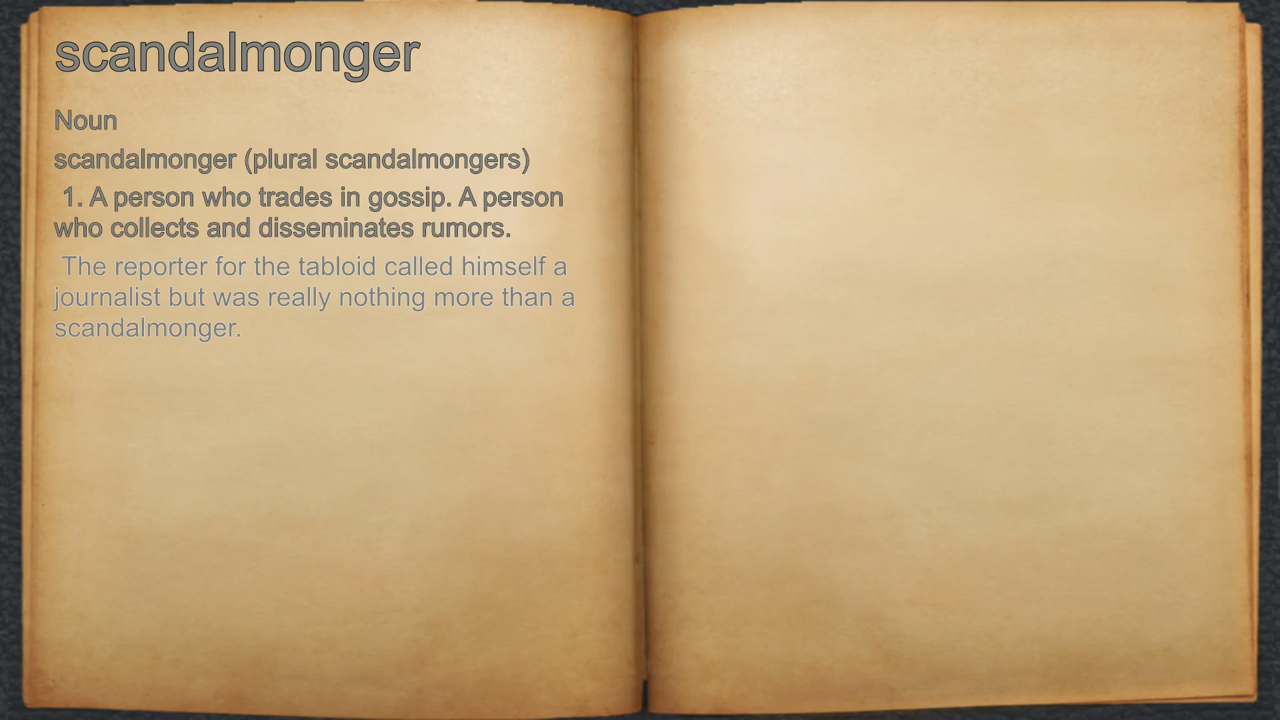 scandalmonger
Noun
scandalmonger (plural scandalmongers)
1. A person who trades in gossip. A person
who collects and disseminates rumors.
The reporter for the tabloid called himself a
journalist but was really nothing more than a
scandalmonger.